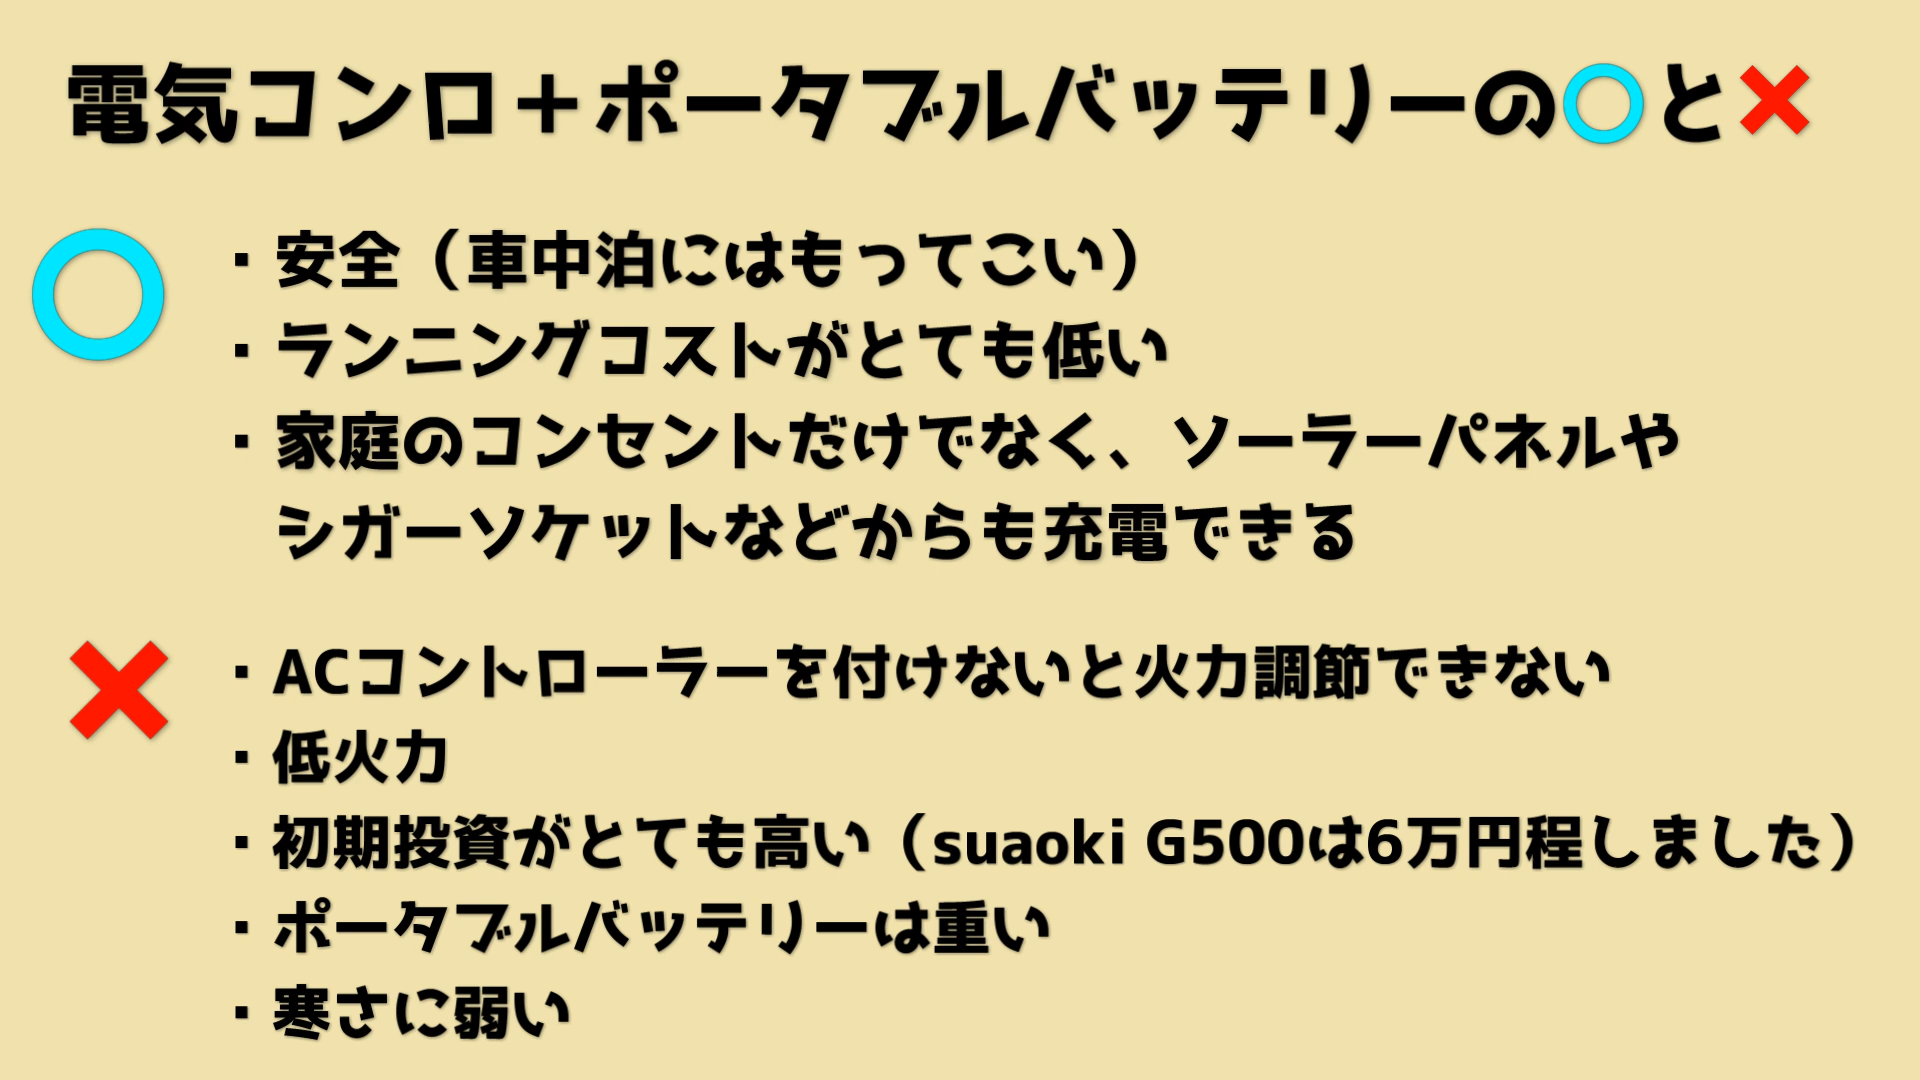 電気コンロ＋ポータブルバッテリーの○と×
○
・安全（車中泊にはもってこい）
・ランニングコストがとても低い
・家庭のコンセントだけでなく、ソーラーパネルや
シガーソケットなどからも充電できる
×
・ACコントローラーを付けないと火力調節できない
・低火力
・初期投資がとても高い（suaoki G500は6万円程しました）
・ポータブルバッテリーは重い
・寒さに弱い